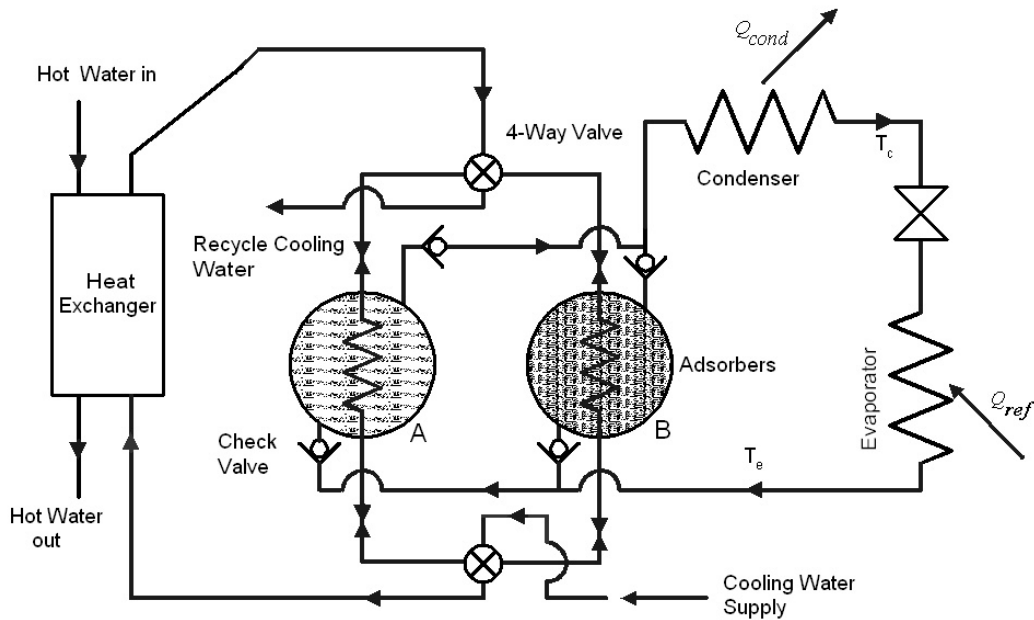 Q_cond
Hot Water in
4-Way Valve
T_c
Condenser
Recycle Cooling
Water
Heat
Exchanger
Adsorbers
Evaporator
Q_ref
A
B
Check
Valve
T_e
Hot Water
out
Cooling Water
Supply